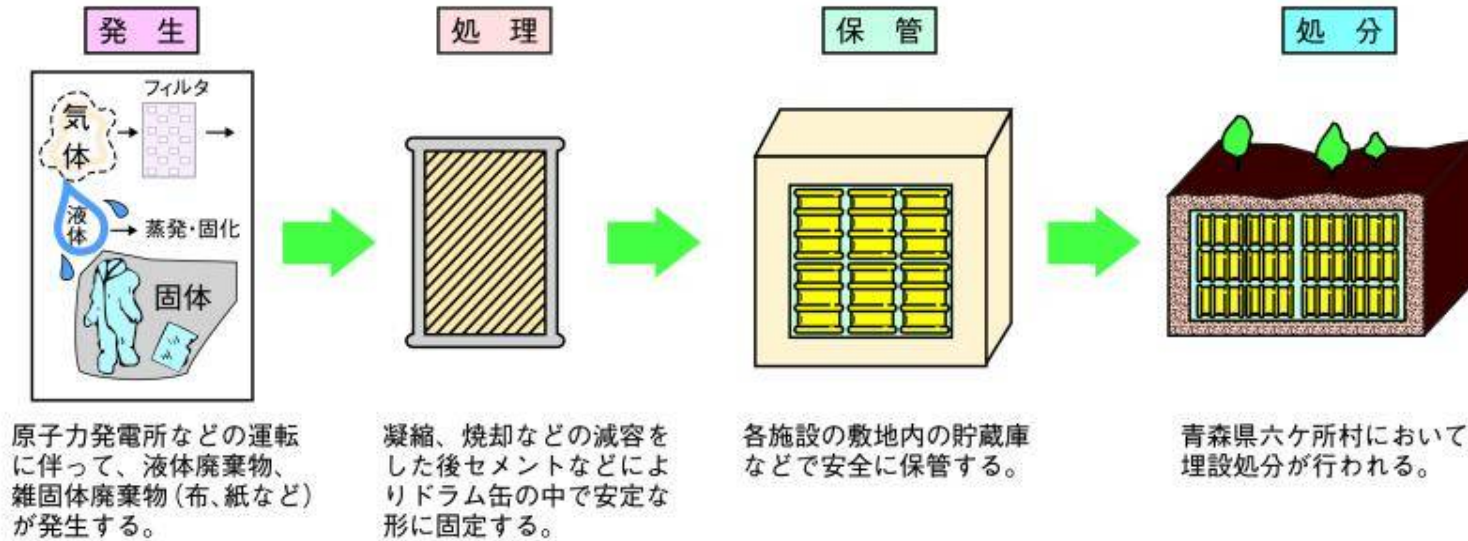 発生
処理
保管
処分
フィルタ
気体
液体
蒸発・固化
固体
原子力発電所などの運転
に伴って、液体廃棄物、
雑固体廃棄物（布、紙など）
が発生する。
凝縮、焼却などの減容を
した後セメントなどによ
りドラム缶の中で安定な
形に固定する。
各施設の敷地内の貯蔵庫
などで安全に保管する。
青森県六ケ所村において
埋設処分が行われる。